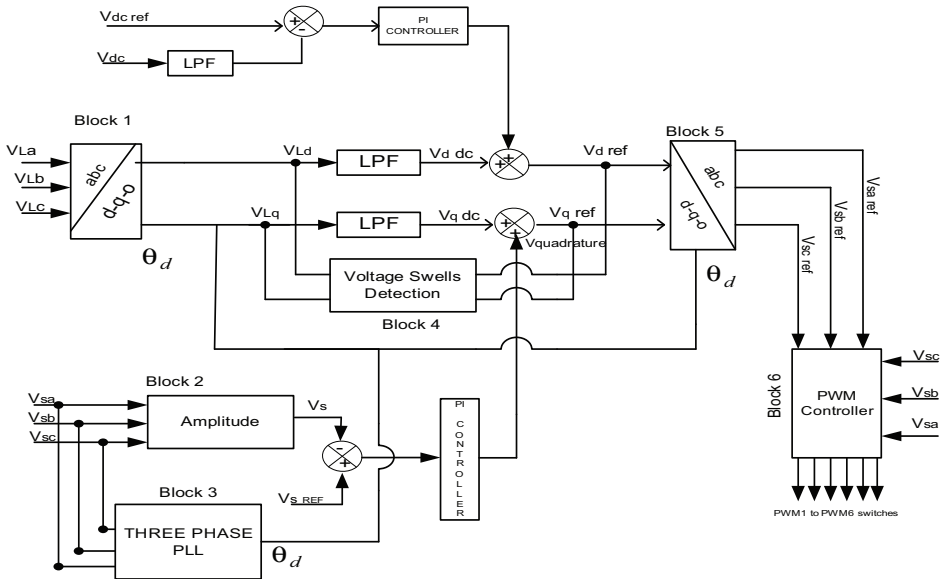 Vdc ref
+
-
PI
CONTROLLER
Vdc
LPF
Block 1
VLa
VLb
VLc
abc
d-q-o
θd
VLd
LPF
Vd dc
+
+
Vd ref
VLq
LPF
Vq dc
+
+
Vq ref
Vquadrature
Voltage Swells
Detection
Block 4
Block 5
abc
d-q-o
θd
Vsa ref
Vsb ref
Vsc ref
Block 2
Vsa
Vsb
Vsc
Amplitude
Vs
-
+
VS_REF
PI CONTROLLER
Block 3
THREE PHASE
PLL
θd
Block 6
PWM
Controller
Vsc
Vsb
Vsa
PWM1 to PWM6 switches